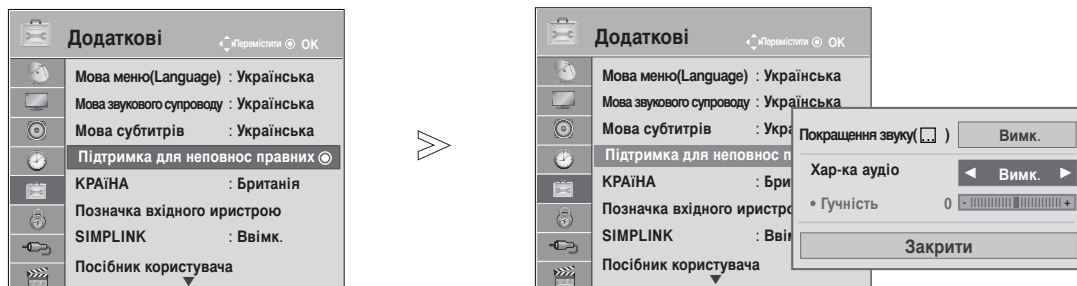 Додаткові
Перемістити OK
Мова меню(Language) : Українська
Мова звукового супроводу : Українська
Мова субтитрів : Українська
Підтримка для неповнос правних
КРАїНА : Британія
Позначка вхідного иристрою
SIMPLINK : Ввімк.
Посібник користувача
Додаткові
Перемістити OK
Мова меню(Language) : Українська
Мова звукового супроводу : Українська
Мова субтитрів : Укра
Підтримка для неповнос п
КРАїНА : Бри
Позначка вхідного иристро
SIMPLINK : Ввім
Посібник користувача
Покращення звуку( ... ) Вимк.
Хар-ка аудіо ◄ Вимк. ►
• Гучність 0 - +
Закрити